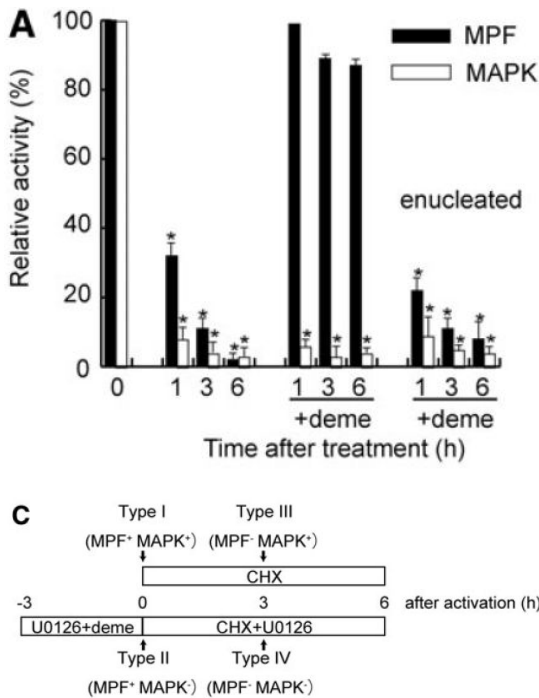 A
Relative activity (%)
100
80
60
40
20
0
MPF
MAPK
enucleated
* * * * * *
* * *
* * * * * *
0 1 3 6 1 3 6 1 3 6
+deme +deme
Time after treatment (h)
C
Type I Type III
(MPF⁺ MAPK⁺) (MPF⁻ MAPK⁺)
CHX
-3 0 3 6 after activation (h)
U0126+deme CHX+U0126
Type II Type IV
(MPF⁺ MAPK⁻) (MPF⁻ MAPK⁻)